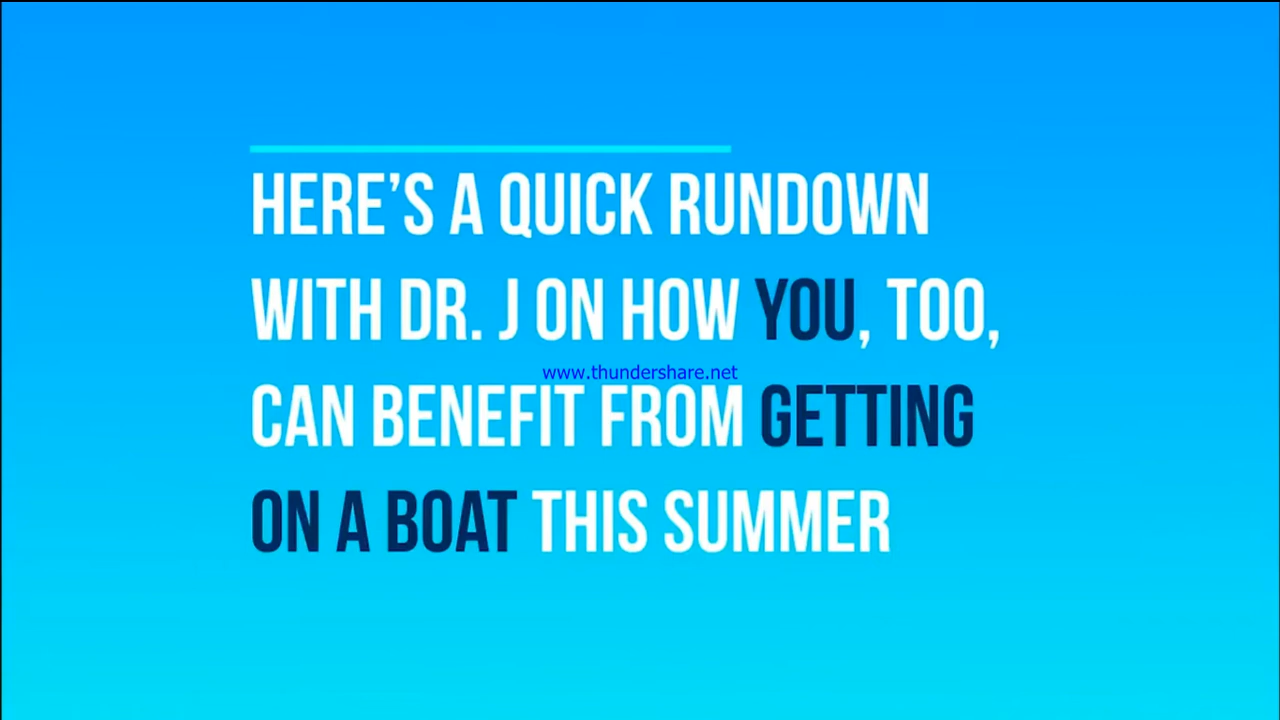 HERE’S A QUICK RUNDOWN
WITH DR. J ON HOW YOU, TOO,
www.thundershare.net
CAN BENEFIT FROM GETTING
ON A BOAT THIS SUMMER